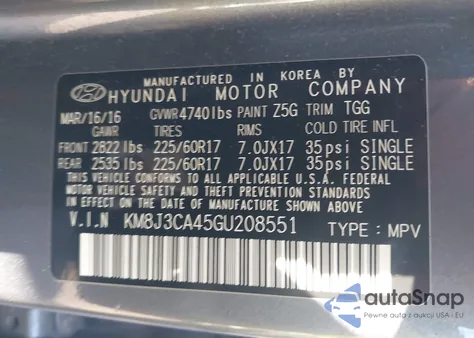 MANUFACTURED IN KOREA BY
HYUNDAI MOTOR COMPANY
MAR/16/16 GVWR4740lbs PAINT Z5G TRIM TGG
GAWR TIRES RIMS COLD TIRE INFL
FRONT 2822 lbs 225/60R17 7.0JX17 35psi SINGLE
REAR 2535 lbs 225/60R17 7.0JX17 35psi SINGLE
THIS VEHICLE CONFORMS TO ALL APPLICABLE U.S.A. FEDERAL
MOTOR VEHICLE SAFETY, BUMPER, AND THEFT PREVENTION
STANDARDS IN EFFECT ON THE DATE OF MANUFACTURE SHOWN ABOVE.
V.I.N KM8J3CA45GU208551 TYPE : MPV
autoSnap
Pewne auta z aukcji USA i EU